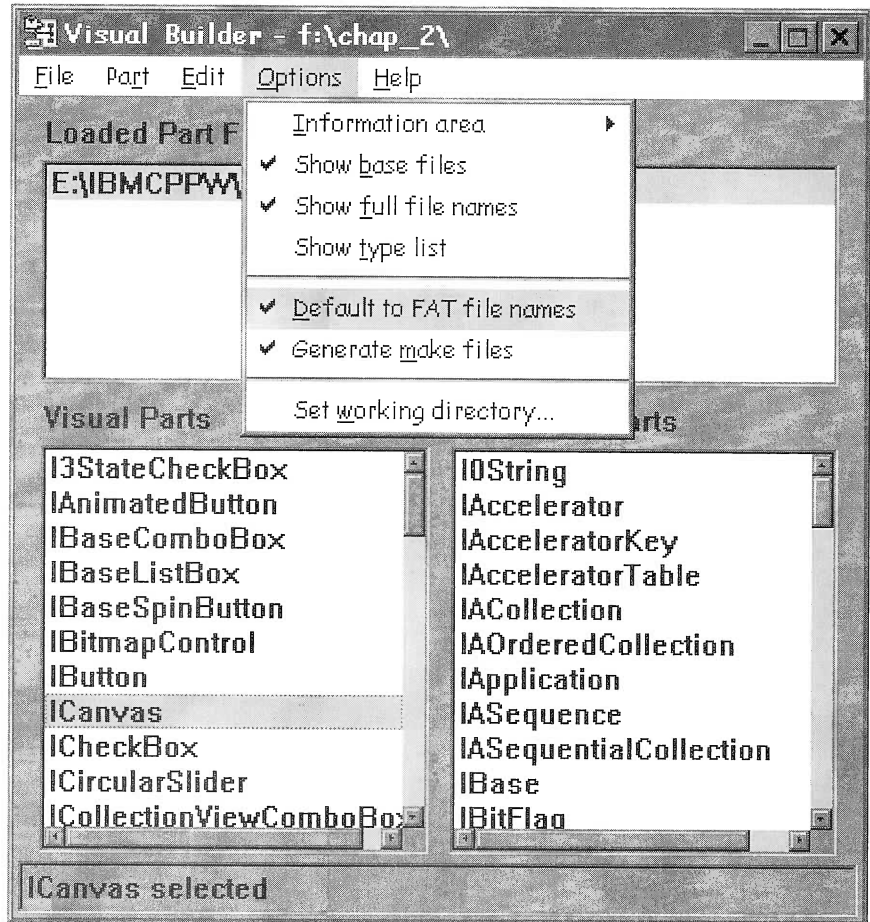 Visual Builder - f:\chap_2\
File Part Edit Options Help
Loaded Part F
E:\IBMCPPW\
Information area
Show base files
Show full file names
Show type list
Default to FAT file names
Generate make files
Set working directory...
Visual Parts
I3StateCheckBox
IAnimatedButton
IBaseComboBox
IBaseListBox
IBaseSpinButton
IBitmapControl
IButton
ICanvas
ICheckBox
ICircularSlider
ICollectionViewComboBox
arts
I0String
IAccelerator
IAcceleratorKey
IAcceleratorTable
IACollection
IAOrderedCollection
IApplication
IASequence
IASequentialCollection
IBase
IBitFlag
ICanvas selected